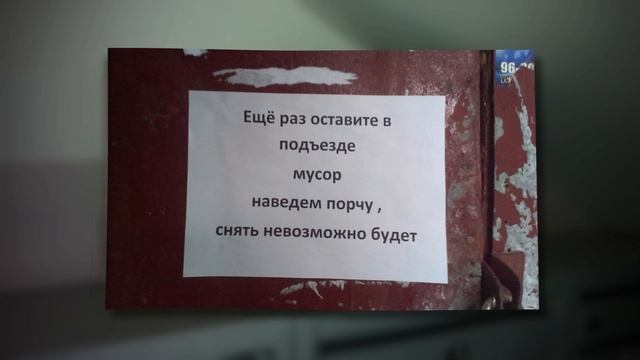 Ещё раз оставите в
подъезде
мусор
наведем порчу ,
снять невозможно будет